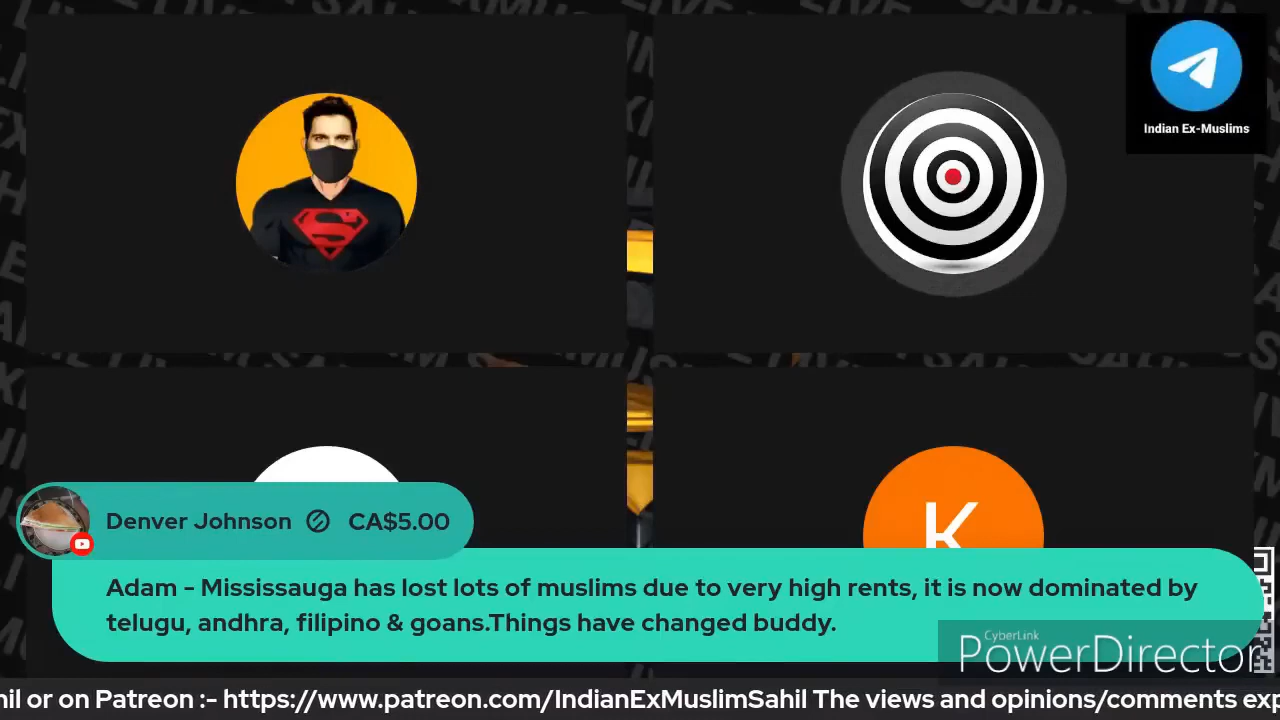 Indian Ex-Muslims
K
Denver Johnson CA$5.00
Adam - Mississauga has lost lots of muslims due to very high rents, it is now dominated by
telugu, andhra, filipino & goans.Things have changed buddy.
CyberLink
PowerDirector
hil or on Patreon :- https://www.patreon.com/IndianExMuslimSahil The views and opinions/comments exp